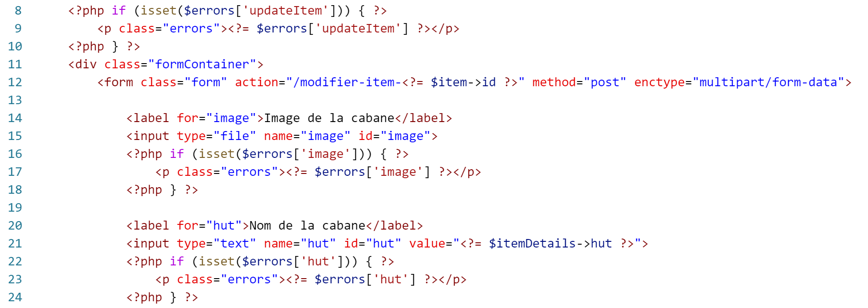 8 <?php if (isset($errors['updateItem'])) { ?>
9 <p class="errors"><?= $errors['updateItem'] ?></p>
10 <?php } ?>
11 <div class="formContainer">
12 <form class="form" action="/modifier-item-<?= $item->id ?>" method="post" enctype="multipart/form-data">
13
14 <label for="image">Image de la cabane</label>
15 <input type="file" name="image" id="image">
16 <?php if (isset($errors['image'])) { ?>
17 <p class="errors"><?= $errors['image'] ?></p>
18 <?php } ?>
19
20 <label for="hut">Nom de la cabane</label>
21 <input type="text" name="hut" id="hut" value="<?= $itemDetails->hut ?>">
22 <?php if (isset($errors['hut'])) { ?>
23 <p class="errors"><?= $errors['hut'] ?></p>
24 <?php } ?>